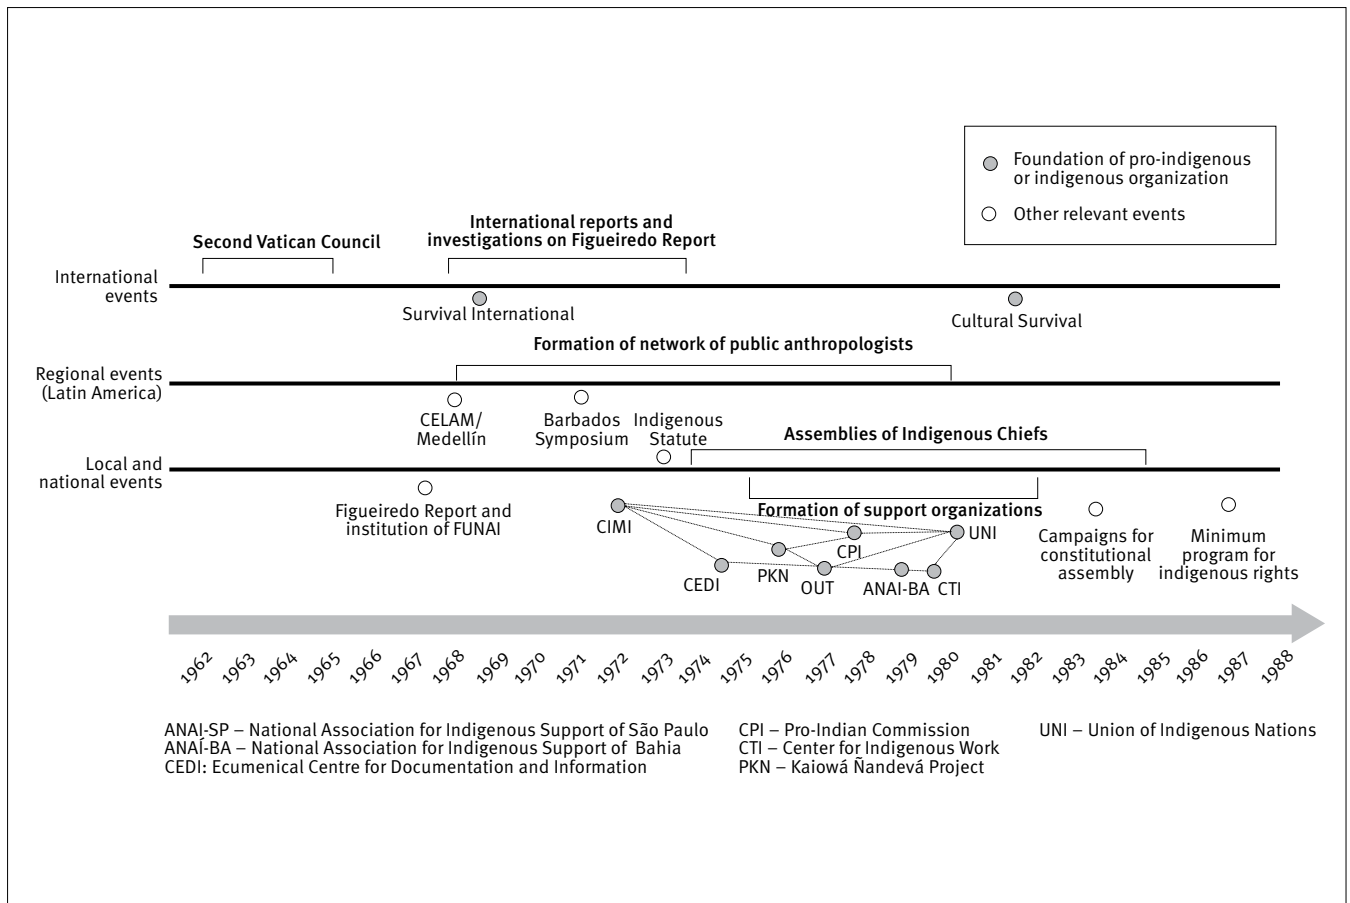 Foundation of pro-indigenous
or indigenous organization
Other relevant events
Second Vatican Council
International reports and
investigations on Figueiredo Report
International
events
Survival International
Cultural Survival
Formation of network of public anthropologists
Regional events
(Latin America)
CELAM/
Medellín
Barbados
Symposium
Indigenous
Statute
Assemblies of Indigenous Chiefs
Local and
national events
Figueiredo Report and
institution of FUNAI
Formation of support organizations
CIMI
CEDI
PKN
OUT
CPI
ANAI-BA
CTI
UNI
Campaigns for
constitutional
assembly
Minimum
program for
indigenous rights
1962
1963
1964
1965
1966
1967
1968
1969
1970
1971
1972
1973
1974
1975
1976
1977
1978
1979
1980
1981
1982
1983
1984
1985
1986
1987
1988
ANAÍ-SP – National Association for Indigenous Support of São Paulo
ANAÍ-BA – National Association for Indigenous Support of Bahia
CEDI: Ecumenical Centre for Documentation and Information
CPI – Pro-Indian Commission
CTI – Center for Indigenous Work
PKN – Kaiowá Ñandevá Project
UNI – Union of Indigenous Nations